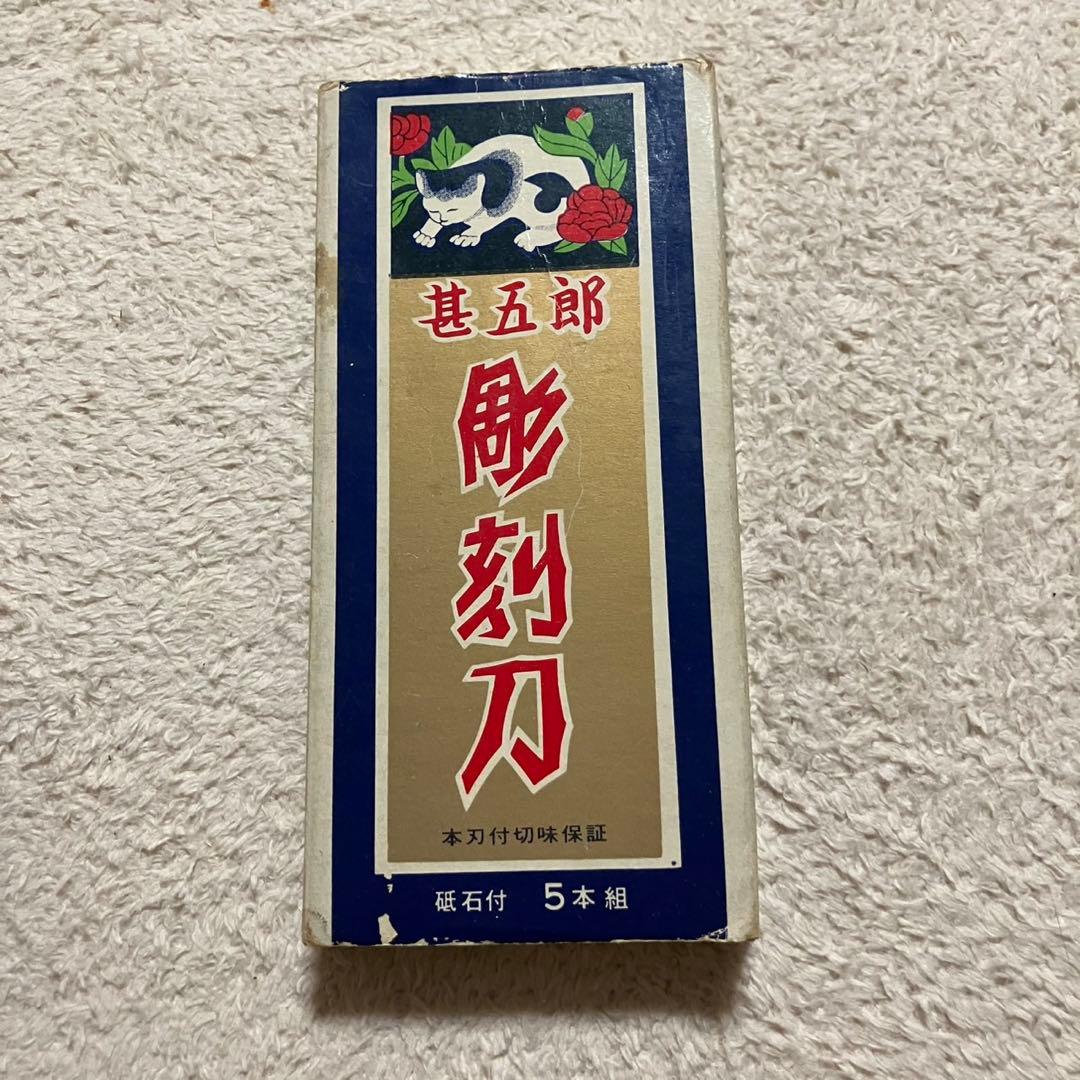 甚五郎
彫刻刀
本刃付切味保証
砥石付 5本組